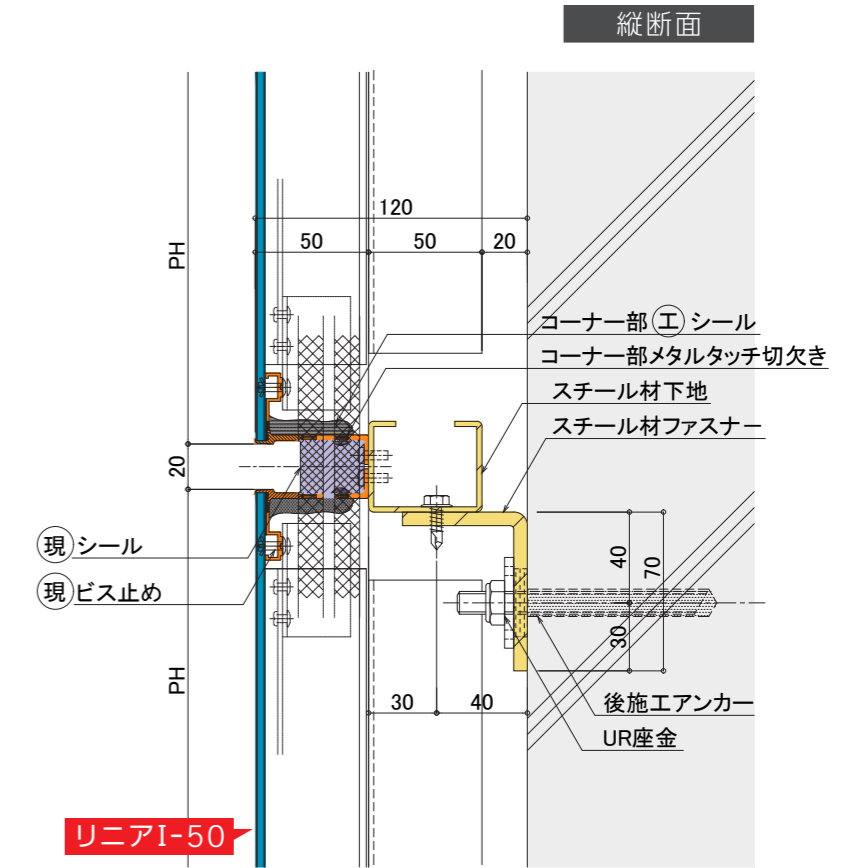 縦断面
120
50
50
20
PH
コーナー部 工 シール
コーナー部メタルタッチ切欠き
スチール材下地
スチール材ファスナー
20
現 シール
現 ビス止め
40
70
30
PH
30
40
後施工アンカー
UR座金
リニアI-50